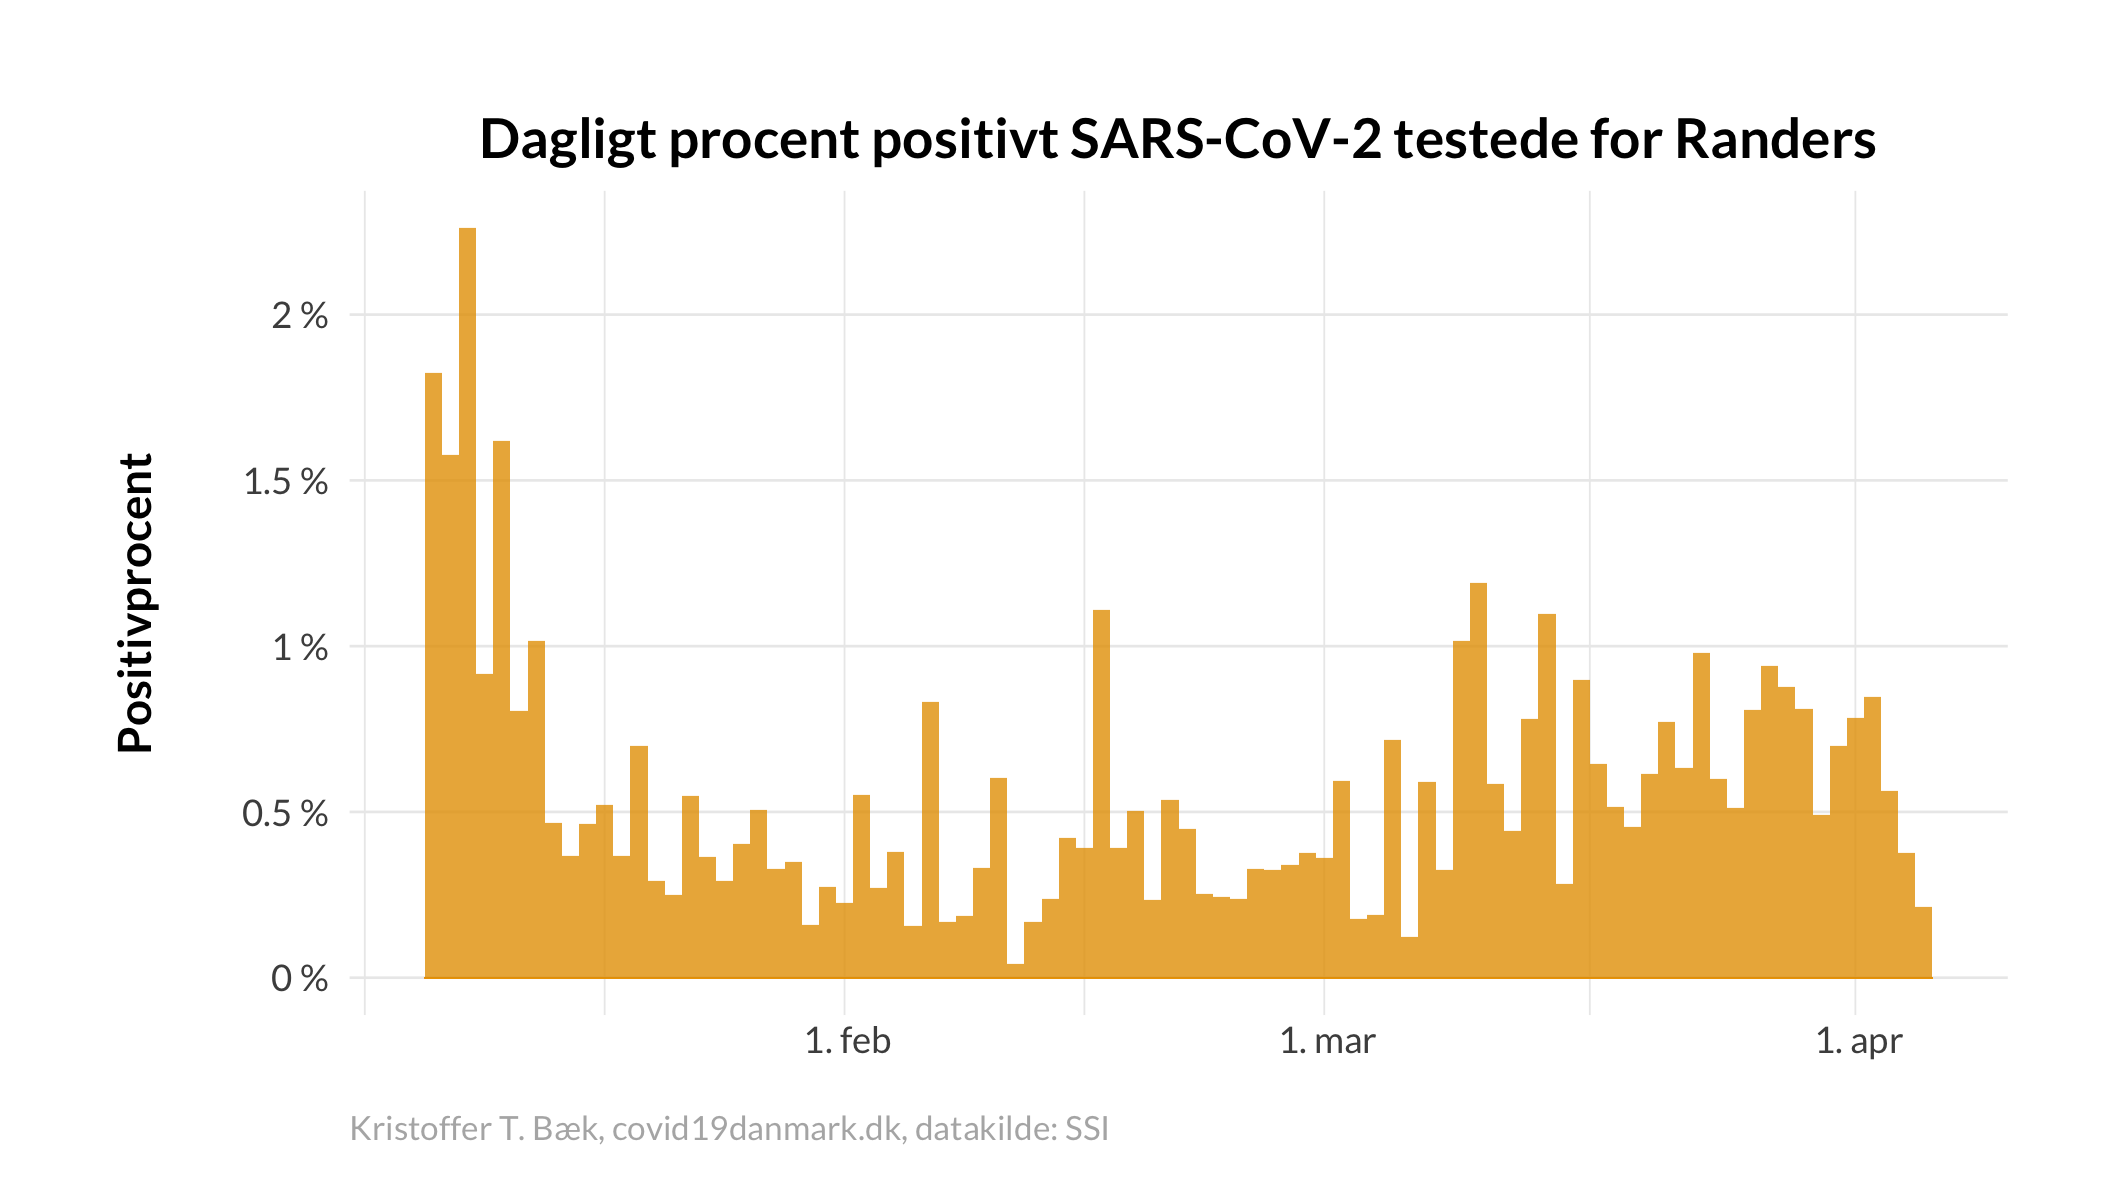 Dagligt procent positivt SARS-CoV-2 testede for Randers
Positivprocent
2 %
1.5 %
1 %
0.5 %
0 %
1. feb
1. mar
1. apr
Kristoffer T. Bæk, covid19danmark.dk, datakilde: SSI